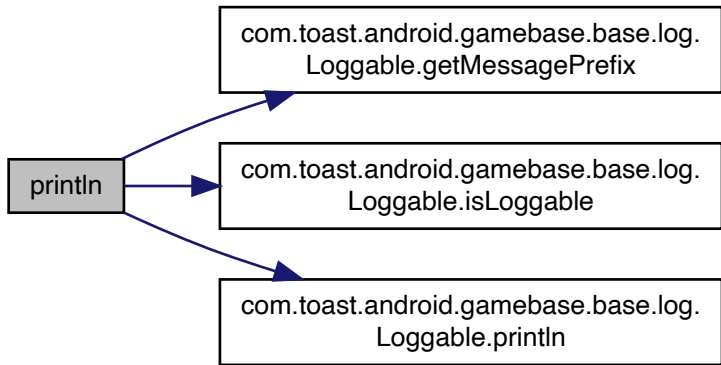 com.toast.android.gamebase.base.log.
Loggable.getMessagePrefix
println
com.toast.android.gamebase.base.log.
Loggable.isLoggable
com.toast.android.gamebase.base.log.
Loggable.println